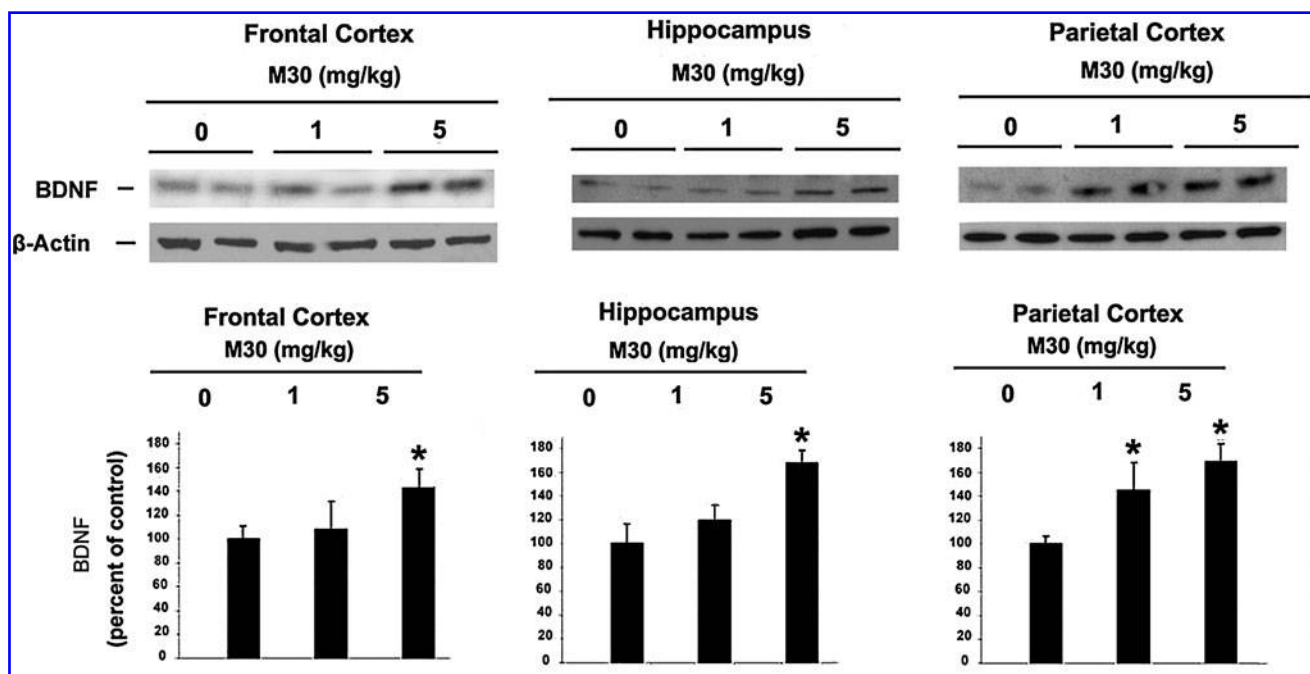 Frontal Cortex
M30 (mg/kg)
0 1 5
Hippocampus
M30 (mg/kg)
0 1 5
Parietal Cortex
M30 (mg/kg)
0 1 5
BDNF –
β-Actin –
Frontal Cortex
M30 (mg/kg)
0 1 5
BDNF
(percent of control)
180
160
140
120
100
80
60
40
20
0
*
Hippocampus
M30 (mg/kg)
0 1 5
180
160
140
120
100
80
60
40
20
0
*
Parietal Cortex
M30 (mg/kg)
0 1 5
180
160
140
120
100
80
60
40
20
0
* *